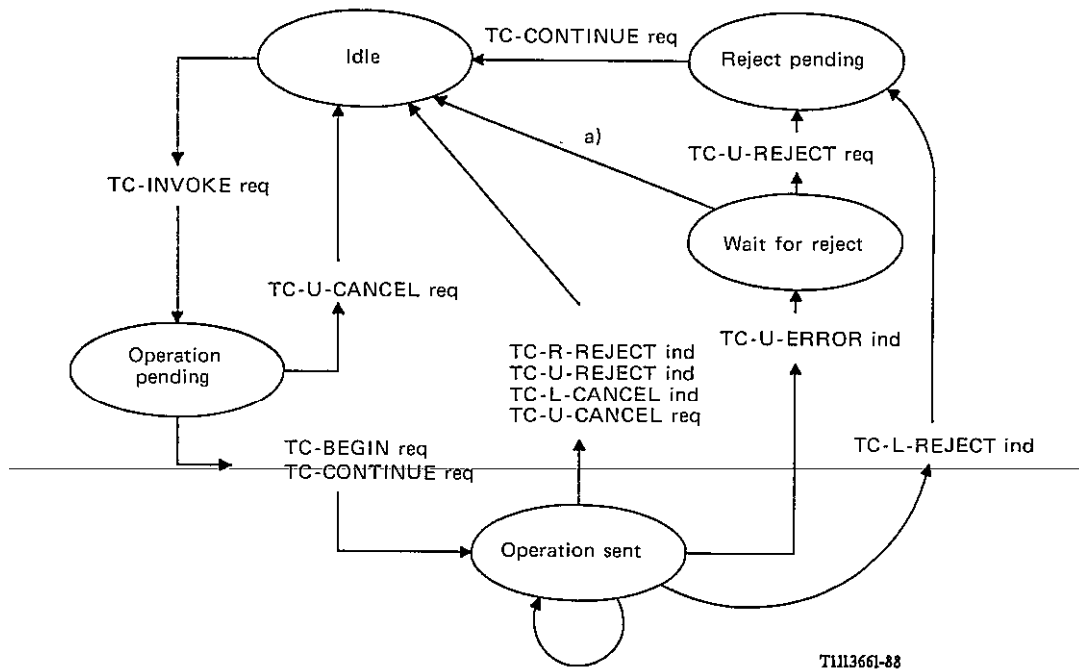 TC-CONTINUE req
Idle
Reject pending
a)
TC-U-REJECT req
TC-INVOKE req
Wait for reject
TC-U-CANCEL req
TC-U-ERROR ind
Operation
pending
TC-R-REJECT ind
TC-U-REJECT ind
TC-L-CANCEL ind
TC-U-CANCEL req
TC-BEGIN req
TC-CONTINUE req
TC-L-REJECT ind
Operation sent
T1113661-88